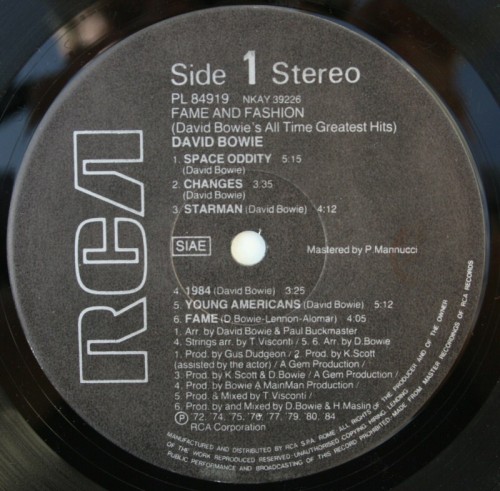 RCA
Side 1 Stereo
PL 84919 NKAY 39226
FAME AND FASHION
(David Bowie's All Time Greatest Hits)
DAVID BOWIE
1. SPACE ODDITY 5:15
(David Bowie)
2. CHANGES 3:35
(David Bowie)
3. STARMAN (David Bowie) 4:12
SIAE
Mastered by P. Mannucci
4. 1984 (David Bowie) 3:25
5. YOUNG AMERICANS (David Bowie) 5:12
6. FAME (D. Bowie-Lennon-Alomar) 4:05
1. Arr. by David Bowie & Paul Buckmaster
4. Strings arr. by T. Visconti / 5. 6. Arr. by D. Bowie
1. Prod. by Gus Dudgeon / 2. Prod. by K. Scott
(assisted by the actor) / A Gem Production /
3. Prod. by K. Scott & D. Bowie / A Gem Production /
4. Prod. by Bowie A MainMan Production /
5. Prod. & Mixed by T. Visconti /
6. Prod. by and Mixed by D. Bowie & H. Maslin /
Ⓟ '72, '74, '75, '76, '77, '79, '80, '84
RCA Corporation
MANUFACTURED AND DISTRIBUTED BY RCS S.P.A. ROME ALL RIGHTS OF THE PRODUCER AND OF THE OWNER
OF THE WORK REPRODUCED RESERVED - UNAUTHORISED COPYING HIRING LENDING
PUBLIC PERFORMANCE AND BROADCASTING OF THIS RECORD PROHIBITED - MADE FROM MASTER RECORDINGS OF RCA RECORDS